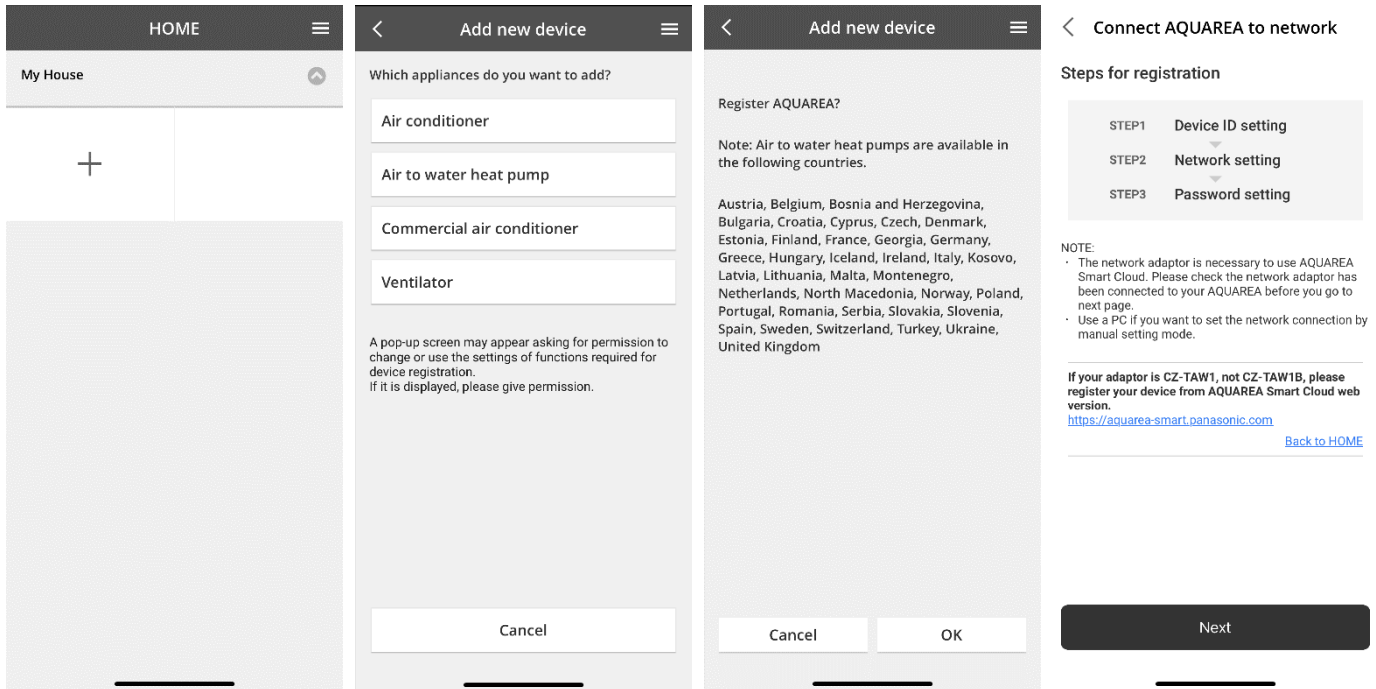 HOME
My House
Add new device
Which appliances do you want to add?
Air conditioner
Air to water heat pump
Commercial air conditioner
Ventilator
A pop-up screen may appear asking for permission to
change or use the settings of functions required for
device registration.
If it is displayed, please give permission.
Cancel
Add new device
Register AQUAREA?
Note: Air to water heat pumps are available in
the following countries.
Austria, Belgium, Bosnia and Herzegovina,
Bulgaria, Croatia, Cyprus, Czech, Denmark,
Estonia, Finland, France, Georgia, Germany,
Greece, Hungary, Iceland, Ireland, Italy, Kosovo,
Latvia, Lithuania, Malta, Montenegro,
Netherlands, North Macedonia, Norway, Poland,
Portugal, Romania, Serbia, Slovakia, Slovenia,
Spain, Sweden, Switzerland, Turkey, Ukraine,
United Kingdom
Cancel
OK
Connect AQUAREA to network
Steps for registration
STEP1 Device ID setting
STEP2 Network setting
STEP3 Password setting
NOTE:
· The network adaptor is necessary to use AQUAREA
Smart Cloud. Please check the network adaptor has
been connected to your AQUAREA before you go to
next page.
· Use a PC if you want to set the network connection by
manual setting mode.
If your adaptor is CZ-TAW1, not CZ-TAW1B, please
register your device from AQUAREA Smart Cloud web
version.
https://aquarea-smart.panasonic.com
Back to HOME
Next